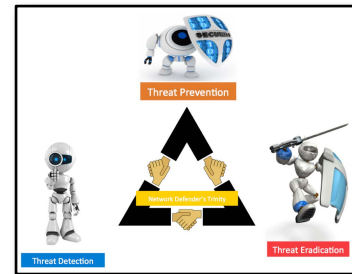 SECURITY
Threat Prevention
Network Defender's Trinity
Threat Detection
Threat Eradication